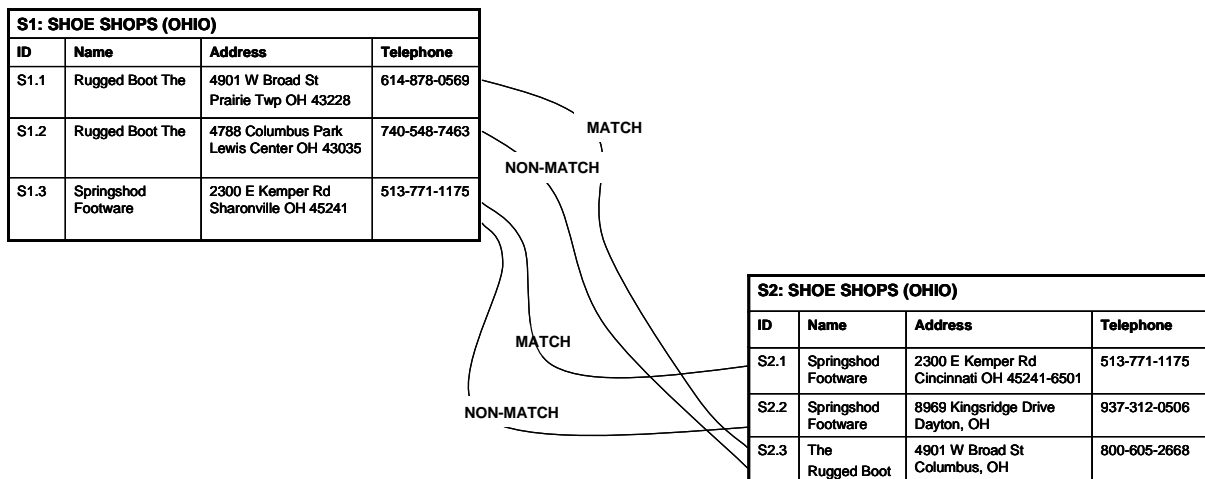 S1: SHOE SHOPS (OHIO)
ID Name Address Telephone
S1.1 Rugged Boot The 4901 W Broad St 614-878-0569
Prairie Twp OH 43228
S1.2 Rugged Boot The 4788 Columbus Park 740-548-7463
Lewis Center OH 43035
S1.3 Springshod 2300 E Kemper Rd 513-771-1175
Footware Sharonville OH 45241
MATCH
NON-MATCH
MATCH
NON-MATCH
S2: SHOE SHOPS (OHIO)
ID Name Address Telephone
S2.1 Springshod 2300 E Kemper Rd 513-771-1175
Footware Cincinnati OH 45241-6501
S2.2 Springshod 8969 Kingsridge Drive 937-312-0506
Footware Dayton, OH
S2.3 The 4901 W Broad St 800-605-2668
Rugged Boot Columbus, OH